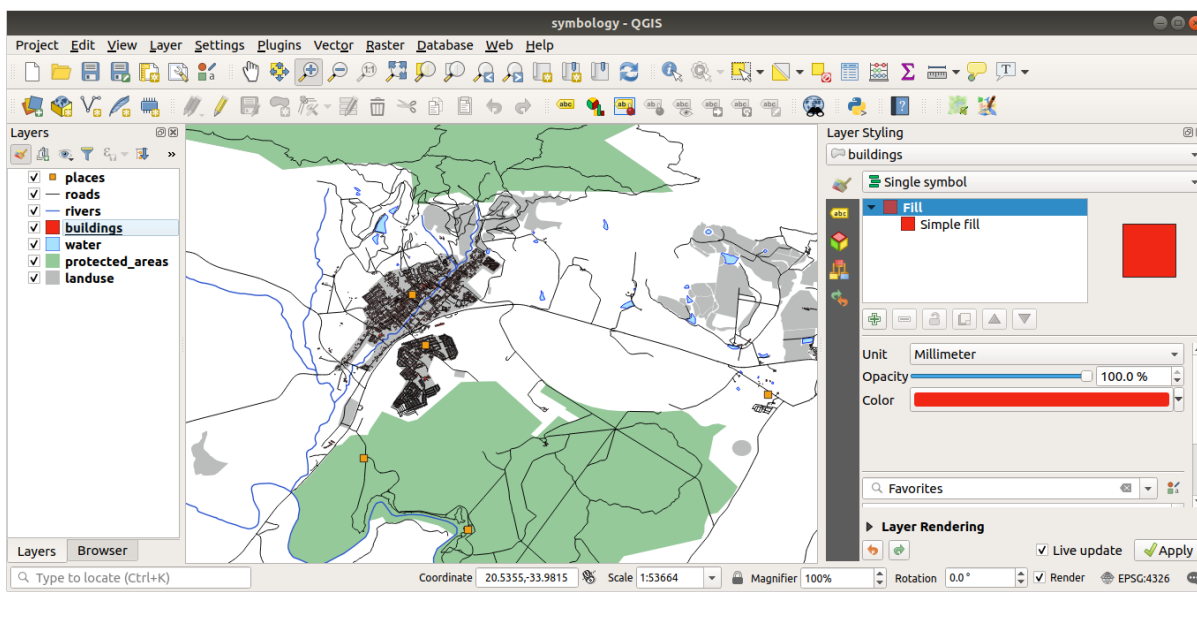 symbology - QGIS
Project Edit View Layer Settings Plugins Vector Raster Database Web Help
Layers
places
roads
rivers
buildings
water
protected_areas
landuse
Layers Browser
Layer Styling
buildings
Single symbol
Fill
Simple fill
Unit Millimeter
Opacity 100.0 %
Color
Favorites
Layer Rendering
Live update Apply
Type to locate (Ctrl+K) Coordinate 20.5355,-33.9815 Scale 1:53664 Magnifier 100% Rotation 0.0° Render EPSG:4326